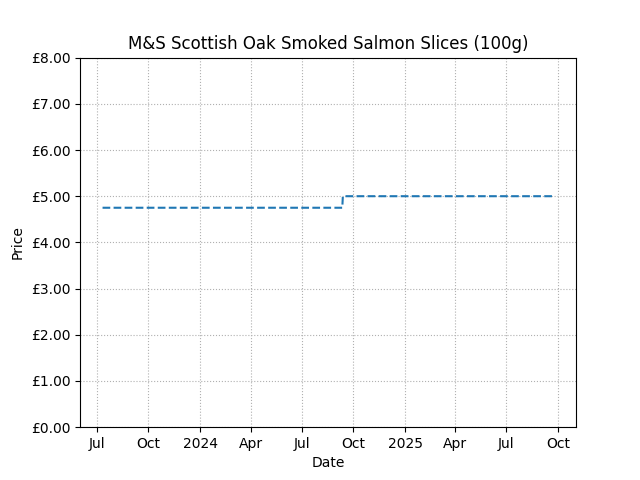 M&S Scottish Oak Smoked Salmon Slices (100g)
£8.00
£7.00
£6.00
£5.00
£4.00
£3.00
£2.00
£1.00
£0.00
Price
Jul Oct 2024 Apr Jul Oct 2025 Apr Jul Oct
Date